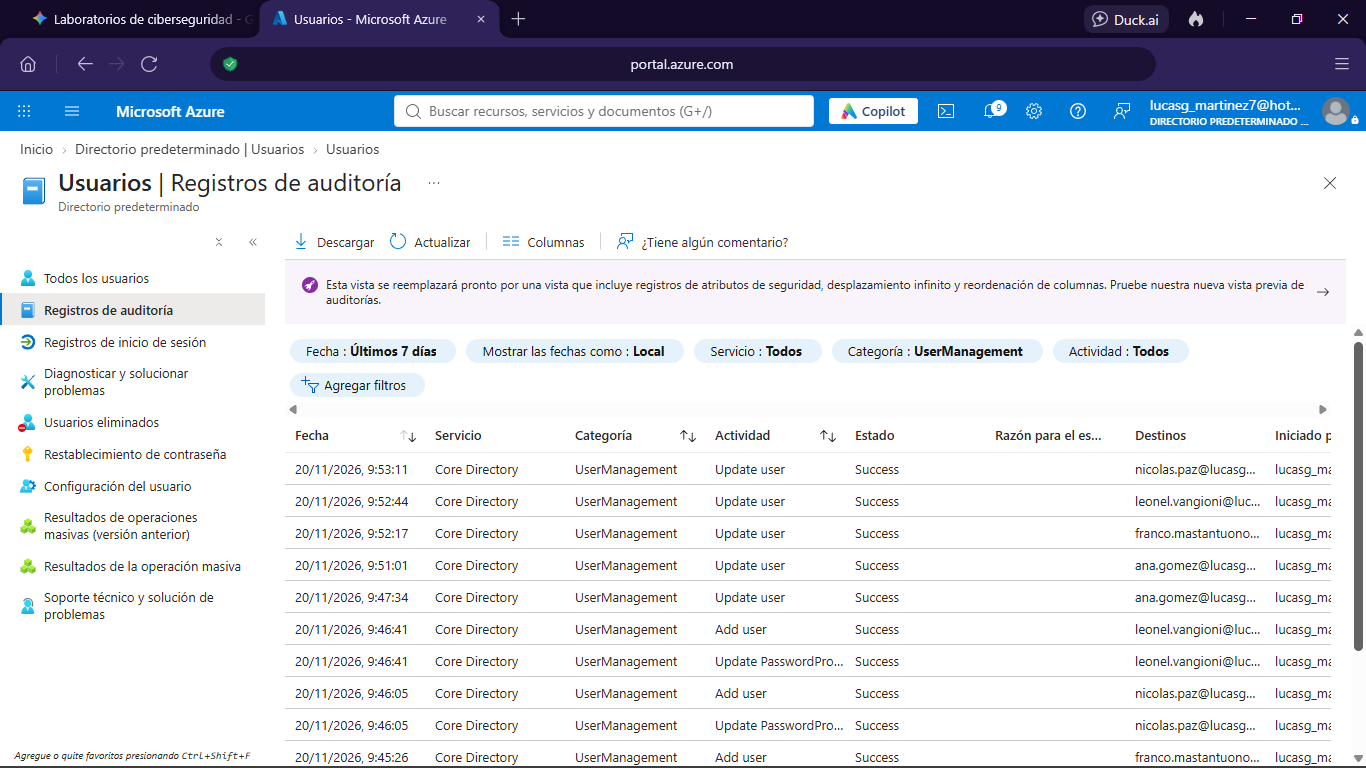 Laboratorios de ciberseguridad - G
Usuarios - Microsoft Azure
Duck.ai
portal.azure.com
Microsoft Azure
Buscar recursos, servicios y documentos (G+/)
Copilot
9
lucasg_martinez7@hot...
DIRECTORIO PREDETERMINADO ...
Inicio > Directorio predeterminado | Usuarios > Usuarios
Usuarios | Registros de auditoría ...
Directorio predeterminado
Descargar
Actualizar
Columnas
¿Tiene algún comentario?
Todos los usuarios
Registros de auditoría
Registros de inicio de sesión
Diagnosticar y solucionar
problemas
Usuarios eliminados
Restablecimiento de contraseña
Configuración del usuario
Resultados de operaciones
masivas (versión anterior)
Resultados de la operación masiva
Soporte técnico y solución de
problemas
Agregue o quite favoritos presionando Ctrl+Shift+F
Esta vista se reemplazará pronto por una vista que incluye registros de atributos de seguridad, desplazamiento infinito y reordenación de columnas. Pruebe nuestra nueva vista previa de
auditorías.
Fecha : Últimos 7 días
Mostrar las fechas como : Local
Servicio : Todos
Categoría : UserManagement
Actividad : Todos
Agregar filtros
Fecha Servicio Categoría Actividad Estado Razón para el es... Destinos Iniciado p
20/11/2026, 9:53:11 Core Directory UserManagement Update user Success nicolas.paz@lucasg... lucasg_ma
20/11/2026, 9:52:44 Core Directory UserManagement Update user Success leonel.vangioni@luc... lucasg_ma
20/11/2026, 9:52:17 Core Directory UserManagement Update user Success franco.mastantuono... lucasg_ma
20/11/2026, 9:51:01 Core Directory UserManagement Update user Success ana.gomez@lucasg... lucasg_ma
20/11/2026, 9:47:34 Core Directory UserManagement Update user Success ana.gomez@lucasg... lucasg_ma
20/11/2026, 9:46:41 Core Directory UserManagement Add user Success leonel.vangioni@luc... lucasg_ma
20/11/2026, 9:46:41 Core Directory UserManagement Update PasswordPro... Success leonel.vangioni@luc... lucasg_ma
20/11/2026, 9:46:05 Core Directory UserManagement Add user Success nicolas.paz@lucasg... lucasg_ma
20/11/2026, 9:46:05 Core Directory UserManagement Update PasswordPro... Success nicolas.paz@lucasg... lucasg_ma
20/11/2026, 9:45:26 Core Directory UserManagement Add user Success franco.mastantuono... lucasg_ma